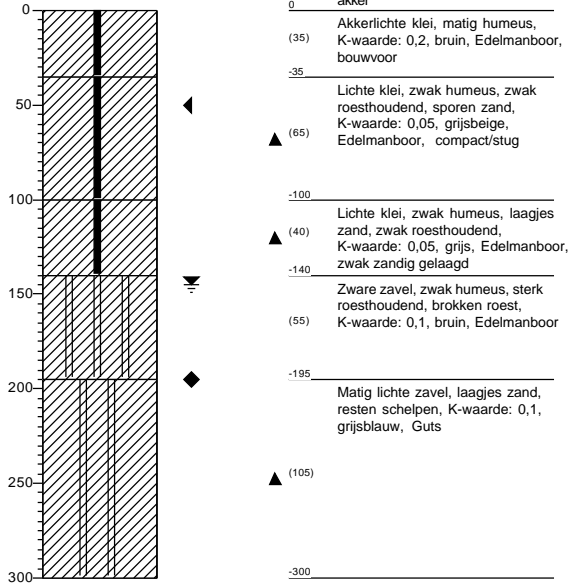 0
akker
0
Akkerlichte klei, matig humeus,
(35)
K-waarde: 0,2, bruin, Edelmanboor,
bouwvoor
-35
50
Lichte klei, zwak humeus, zwak
roesthoudend, sporen zand,
(65)
K-waarde: 0,05, grijsbeige,
Edelmanboor, compact/stug
-100
100
Lichte klei, zwak humeus, laagjes
(40)
zand, zwak roesthoudend,
K-waarde: 0,05, grijs, Edelmanboor,
zwak zandig gelaagd
-140
150
Zware zavel, zwak humeus, sterk
roesthoudend, brokken roest,
(55)
K-waarde: 0,1, bruin, Edelmanboor
-195
200
Matig lichte zavel, laagjes zand,
resten schelpen, K-waarde: 0,1,
grijsblauw, Guts
250
(105)
-300
300